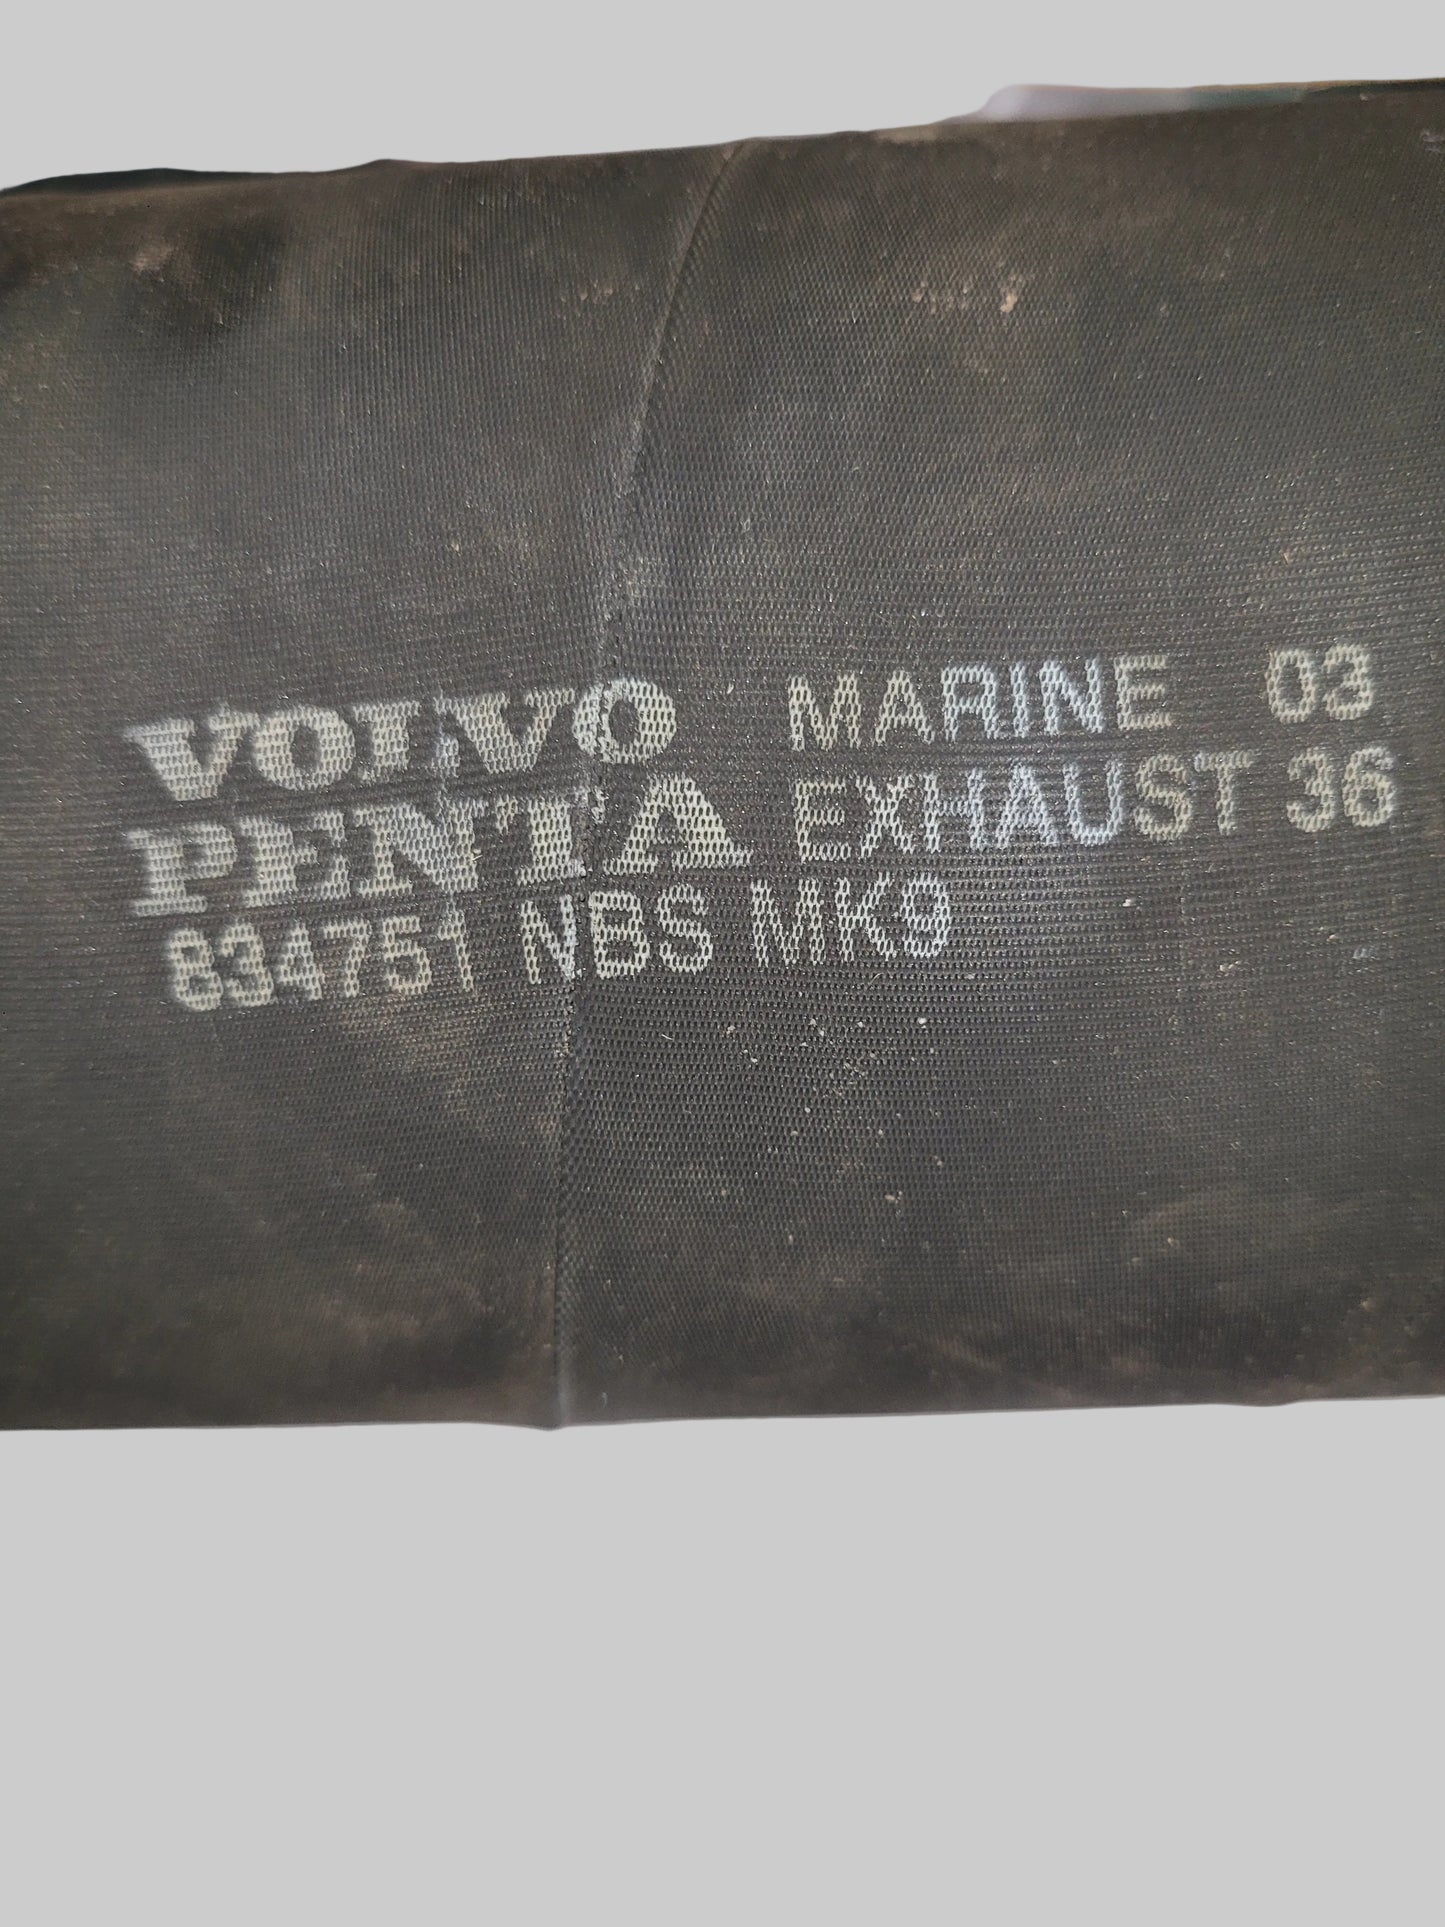 VOLVO MARINE 03
PENTA EXHAUST 36
834751 NBS MK9